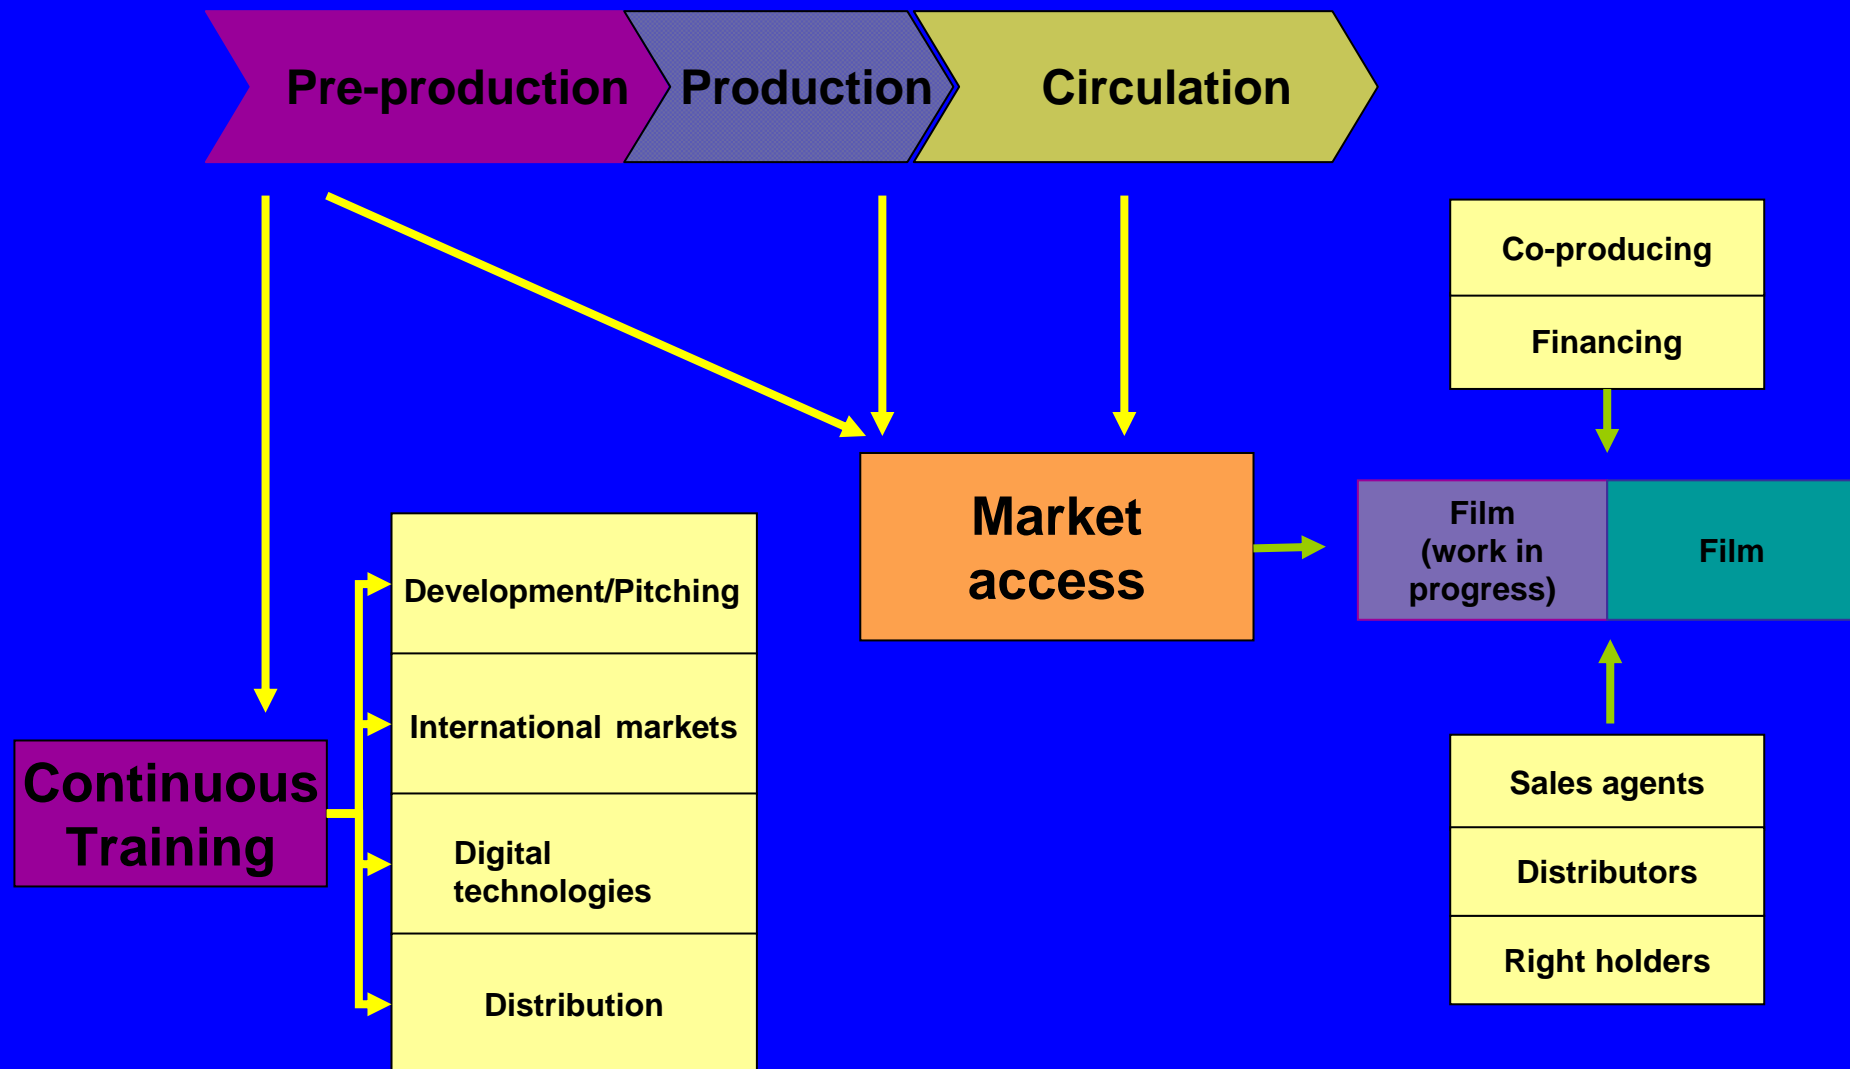 Pre-production
Production
Circulation
Co-producing
Financing
Market
access
Film
(work in
progress)
Film
Development/Pitching
International markets
Digital
technologies
Distribution
Continuous
Training
Sales agents
Distributors
Right holders